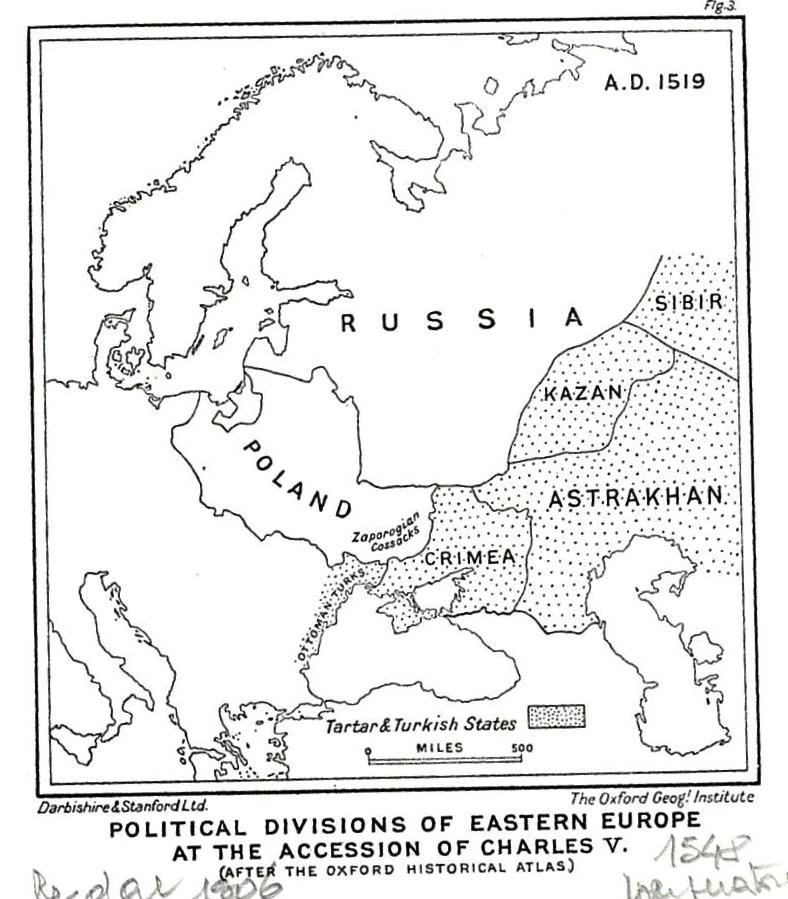 Fig.3.
A.D. 1519
SIBIR
RUSSIA
KAZAN
POLAND
ASTRAKHAN
Zaporogian
Cossacks
CRIMEA
OTTOMAN TURKS
Tartar & Turkish States
MILES 500
Darbishire & Stanford Ltd.
The Oxford Geog! Institute
POLITICAL DIVISIONS OF EASTERN EUROPE
AT THE ACCESSION OF CHARLES V.
(AFTER THE OXFORD HISTORICAL ATLAS.)
1548
1806